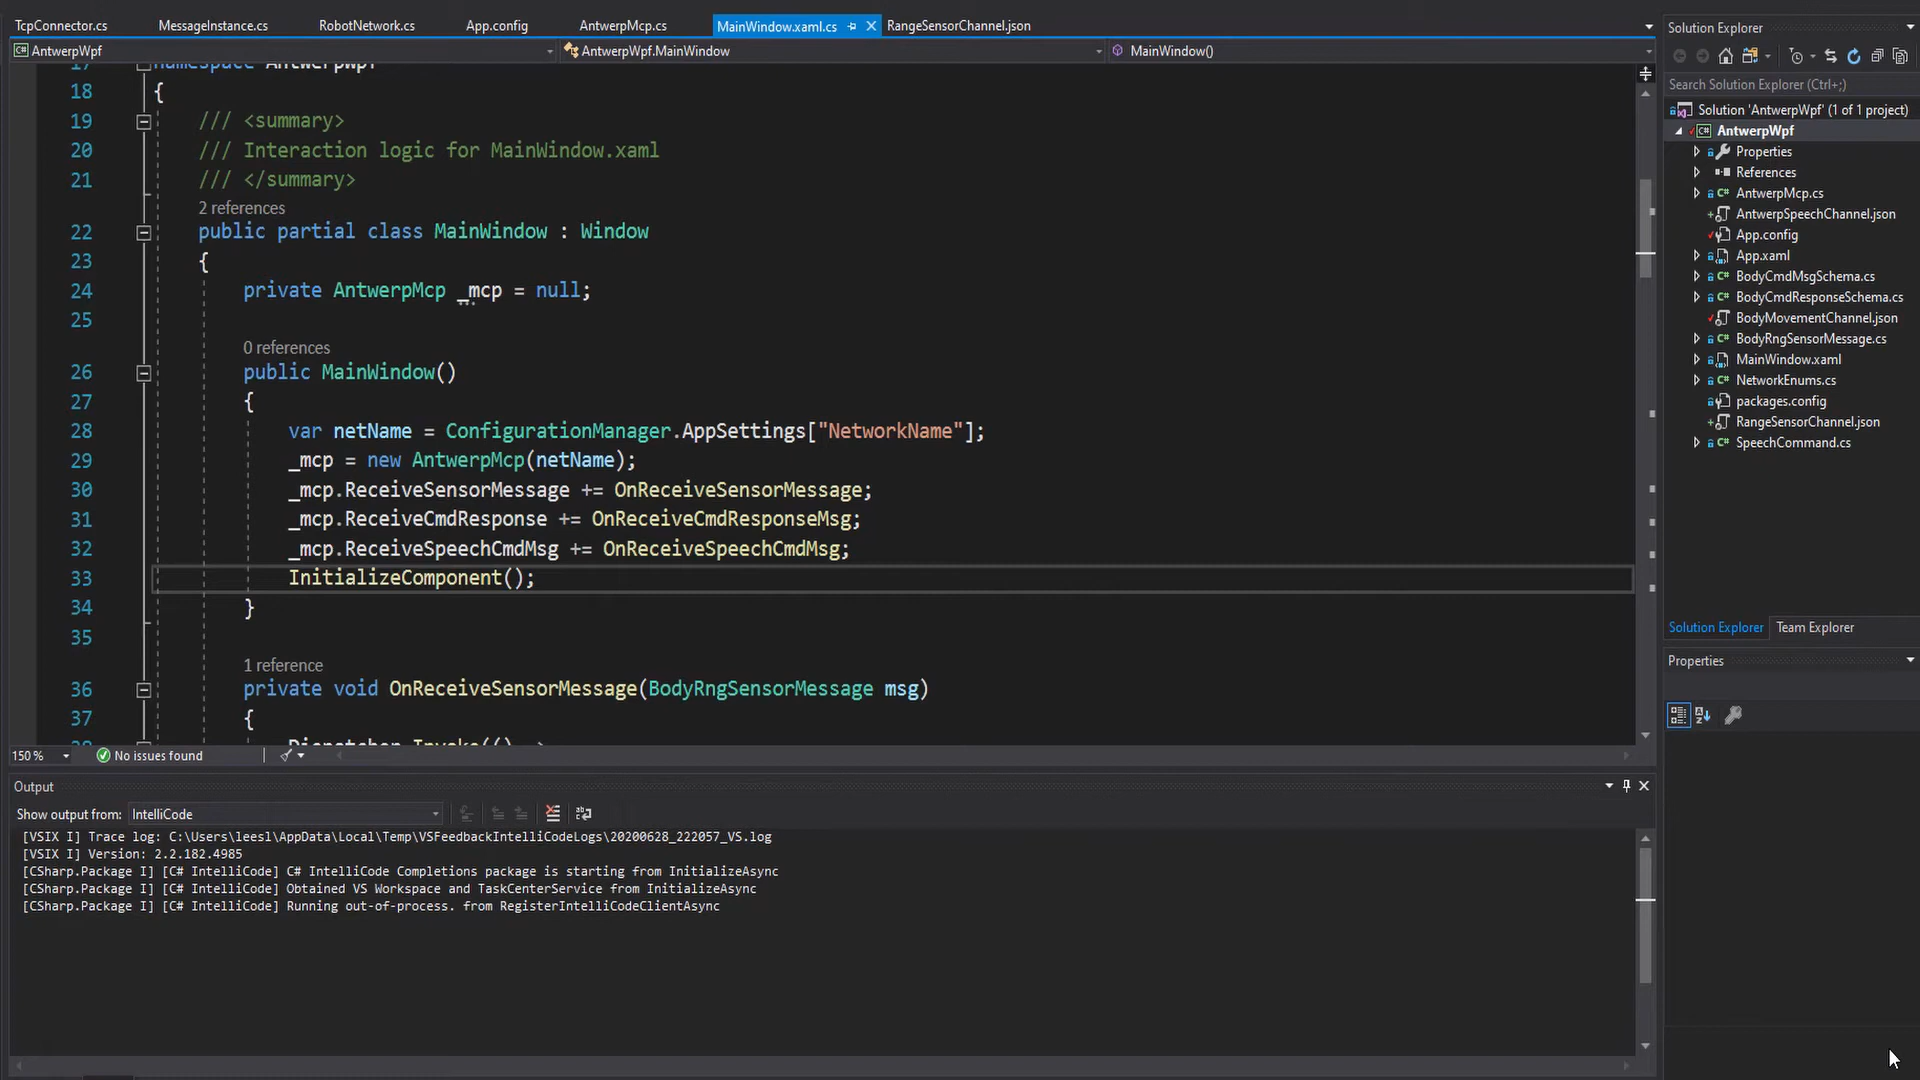 TcpConnector.cs MessageInstance.cs RobotNetwork.cs App.config AntwerpMcp.cs MainWindow.xaml.cs RangeSensorChannel.json
AntwerpWpf AntwerpWpf.MainWindow MainWindow()
17 namespace AntwerpWpf
18 {
19 /// <summary>
20 /// Interaction logic for MainWindow.xaml
21 /// </summary>
2 references
22 public partial class MainWindow : Window
23 {
24 private AntwerpMcp _mcp = null;
25
0 references
26 public MainWindow()
27 {
28 var netName = ConfigurationManager.AppSettings["NetworkName"];
29 _mcp = new AntwerpMcp(netName);
30 _mcp.ReceiveSensorMessage += OnReceiveSensorMessage;
31 _mcp.ReceiveCmdResponse += OnReceiveCmdResponseMsg;
32 _mcp.ReceiveSpeechCmdMsg += OnReceiveSpeechCmdMsg;
33 InitializeComponent();
34 }
35
1 reference
36 private void OnReceiveSensorMessage(BodyRngSensorMessage msg)
37 {
38 Dispatcher.Invoke(() =>
150 % No issues found
Output
Show output from: IntelliCode
[VSIX I] Trace log: C:\Users\leesl\AppData\Local\Temp\VSFeedbackIntelliCodeLogs\20200628_222057_VS.log
[VSIX I] Version: 2.2.182.4985
[CSharp.Package I] [C# IntelliCode] C# IntelliCode Completions package is starting from InitializeAsync
[CSharp.Package I] [C# IntelliCode] Obtained VS Workspace and TaskCenterService from InitializeAsync
[CSharp.Package I] [C# IntelliCode] Running out-of-process. from RegisterIntelliCodeClientAsync
Solution Explorer
Search Solution Explorer (Ctrl+;)
Solution 'AntwerpWpf' (1 of 1 project)
AntwerpWpf
Properties
References
AntwerpMcp.cs
AntwerpSpeechChannel.json
App.config
App.xaml
BodyCmdMsgSchema.cs
BodyCmdResponseSchema.cs
BodyMovementChannel.json
BodyRngSensorMessage.cs
MainWindow.xaml
NetworkEnums.cs
packages.config
RangeSensorChannel.json
SpeechCommand.cs
Solution Explorer Team Explorer
Properties